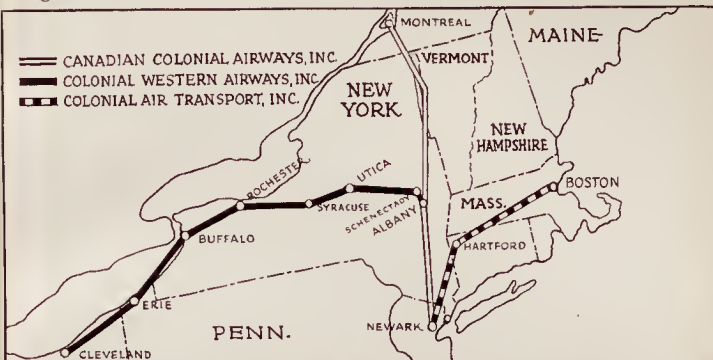 MONTREAL
MAINE
CANADIAN COLONIAL AIRWAYS, INC.
COLONIAL WESTERN AIRWAYS, INC.
COLONIAL AIR TRANSPORT, INC.
VERMONT
NEW
YORK
NEW
HAMPSHIRE
ROCHESTER
UTICA
SYRACUSE
SCHENECTADY
ALBANY
MASS.
BOSTON
BUFFALO
HARTFORD
ERIE
PENN.
NEWARK
CLEVELAND